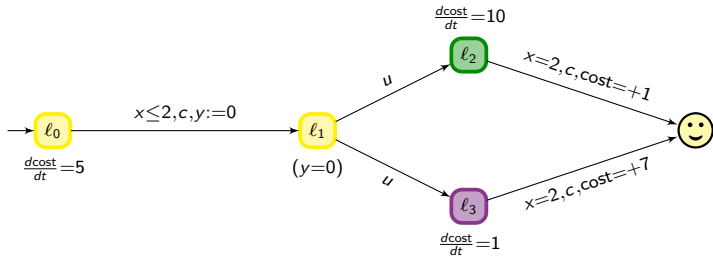 dcost/dt=10
ℓ2
x=2,c,cost=+1
u
x≤2,c,y:=0
ℓ0
ℓ1
dcost/dt=5
(y=0)
u
ℓ3
x=2,c,cost=+7
dcost/dt=1